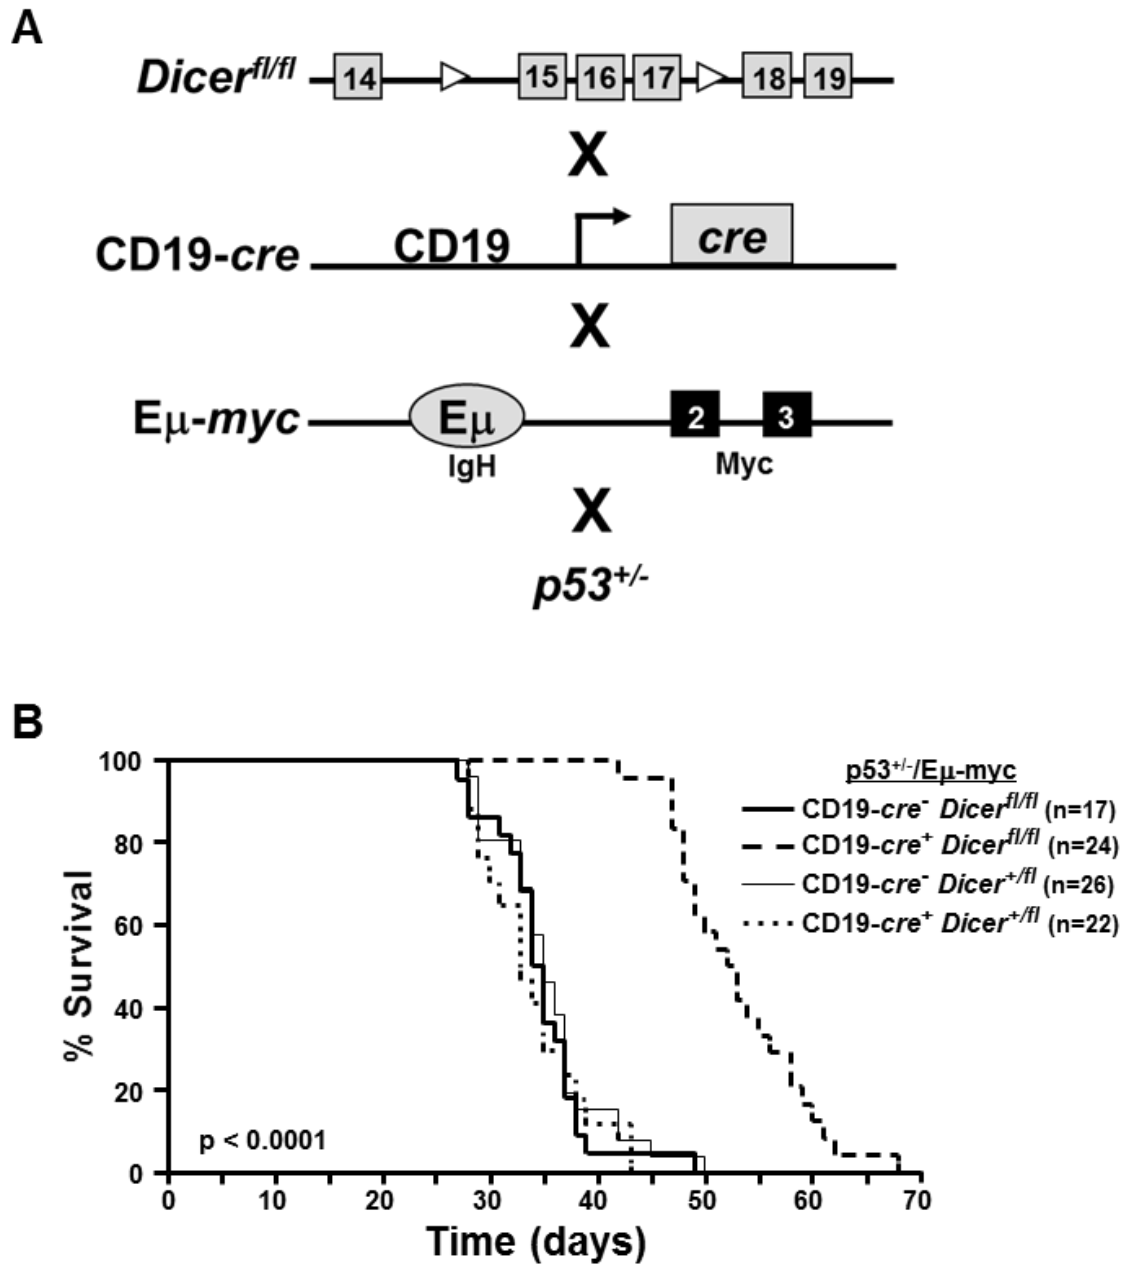 A
Dicer^fl/fl 14 15 16 17 18 19
X
CD19-cre CD19 cre
X
Eμ-myc Eμ 2 3
IgH Myc
X
p53^+/-
B
p53^+/-/Eμ-myc
CD19-cre^- Dicer^fl/fl (n=17)
CD19-cre^+ Dicer^fl/fl (n=24)
CD19-cre^- Dicer^+/fl (n=26)
CD19-cre^+ Dicer^+/fl (n=22)
% Survival
100
80
60
40
20
0
p < 0.0001
0 10 20 30 40 50 60 70
Time (days)